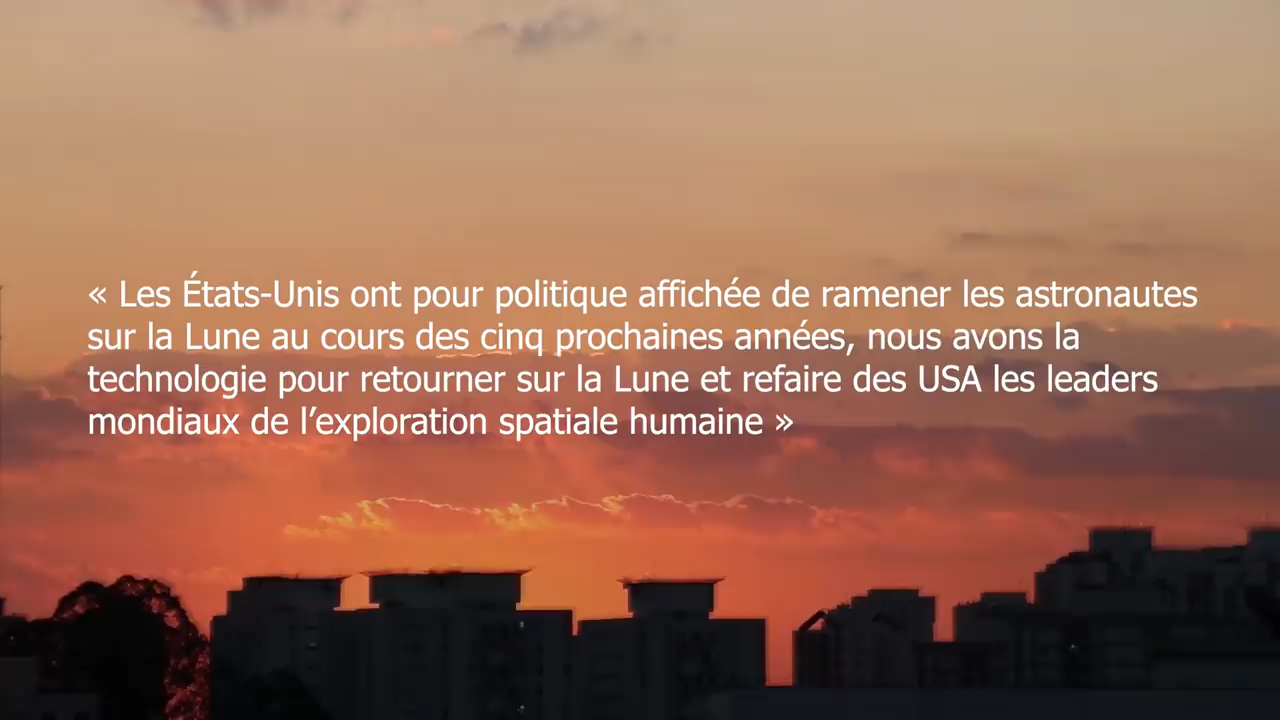 « Les États-Unis ont pour politique affichée de ramener les astronautes
sur la Lune au cours des cinq prochaines années, nous avons la
technologie pour retourner sur la Lune et refaire des USA les leaders
mondiaux de l’exploration spatiale humaine »